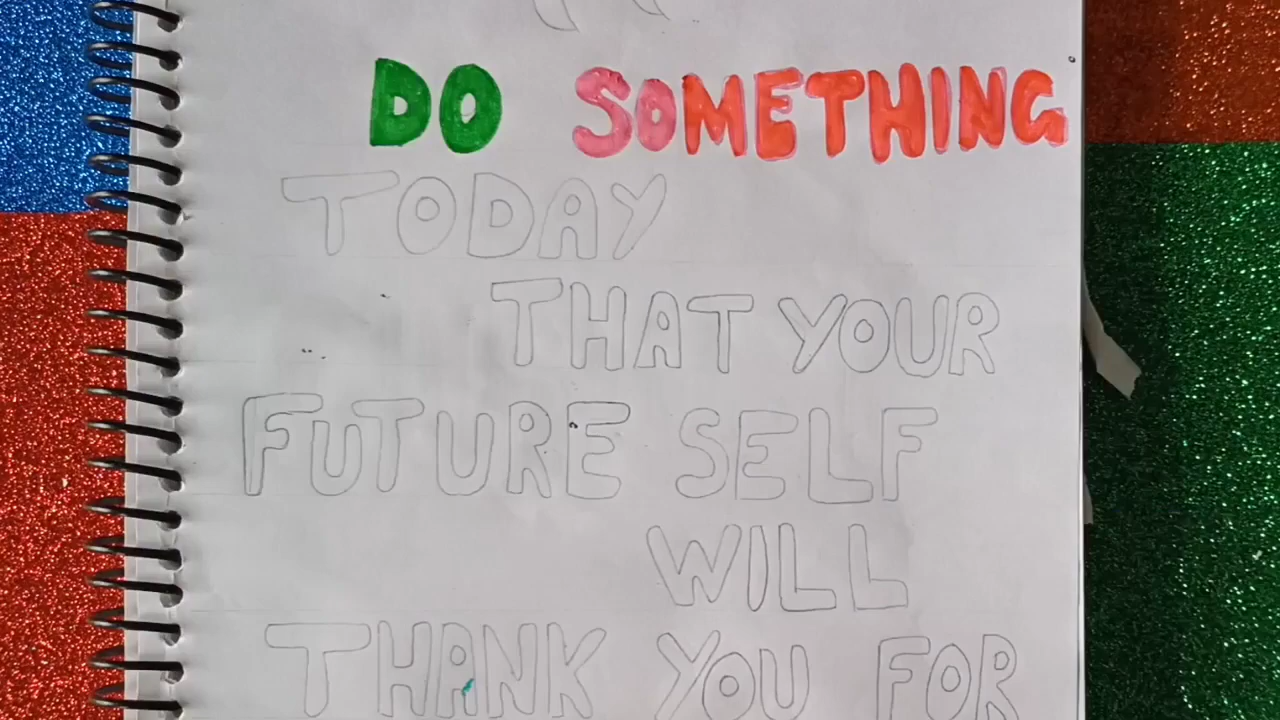 DO SOMETHING
TODAY
THAT YOUR
FUTURE SELF
WILL
THANK YOU FOR